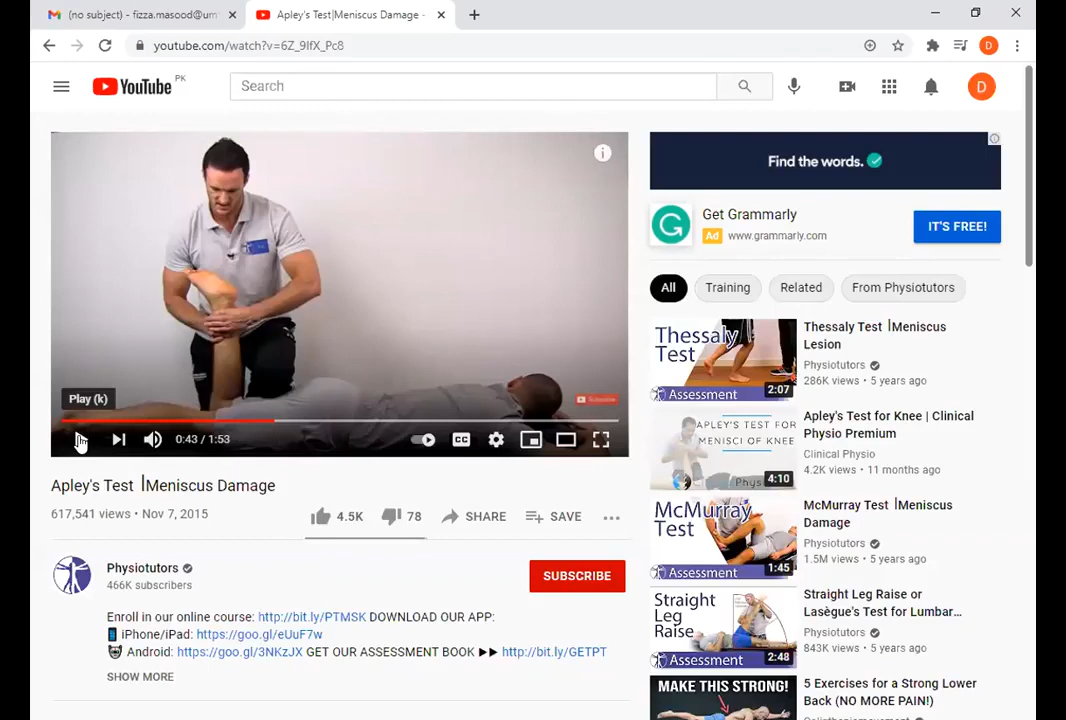 (no subject) - fizza.masood@um
Apley's Test|Meniscus Damage -
youtube.com/watch?v=6Z_9IfX_Pc8
D
YouTube
PK
Search
D
Play (k)
Subscribe
0:43 / 1:53
CC
Apley's Test |Meniscus Damage
617,541 views • Nov 7, 2015
4.5K
78
SHARE
SAVE
Physiotutors
466K subscribers
SUBSCRIBE
Enroll in our online course: http://bit.ly/PTMSK DOWNLOAD OUR APP:
iPhone/iPad: https://goo.gl/eUuF7w
Android: https://goo.gl/3NKzJX GET OUR ASSESSMENT BOOK ▶▶ http://bit.ly/GETPT
SHOW MORE
Find the words.
Get Grammarly
Ad www.grammarly.com
IT'S FREE!
All
Training
Related
From Physiotutors
Thessaly
Test
Assessment
2:07
Thessaly Test |Meniscus
Lesion
Physiotutors
286K views • 5 years ago
APLEY'S TEST FOR
MENISCI OF KNEE
Phys
4:10
Apley's Test for Knee | Clinical
Physio Premium
Clinical Physio
4.2K views • 11 months ago
McMurray
Test
Assessment
1:45
McMurray Test |Meniscus
Damage
Physiotutors
1.5M views • 5 years ago
Straight
Leg
Raise
Assessment
2:48
Straight Leg Raise or
Lasègue's Test for Lumbar...
Physiotutors
843K views • 5 years ago
MAKE THIS STRONG!
5 Exercises for a Strong Lower
Back (NO MORE PAIN!)